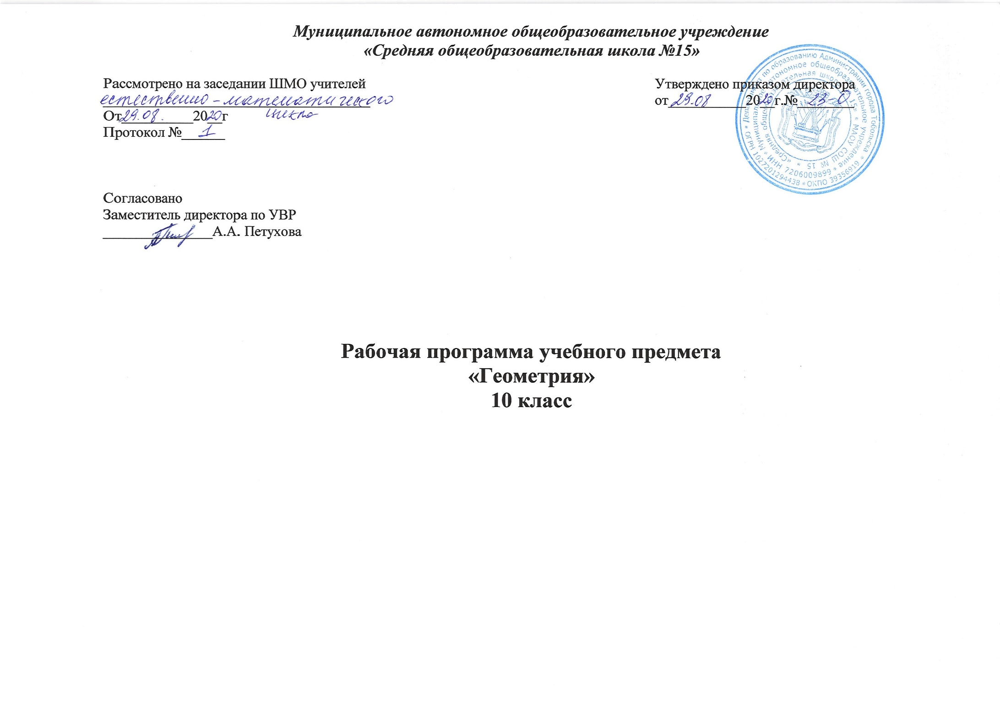 Муниципальное автономное общеобразовательное учреждение
«Средняя общеобразовательная школа №15»
Рассмотрено на заседании ШМО учителей
естественно-математического
цикла
От 29.08. 2020г
Протокол № 1
Утверждено приказом директора
от 29.08 2020г.№ 23-О
* Департамент по образованию Администрации города Тобольска * ОКПО 39356919 * ОГРН 1027201294438
* Муниципальное автономное общеобразовательное учреждение * ИНН 7206009899
«Средняя общеобразовательная школа № 15» * МАОУ СОШ № 15 *
Согласовано
Заместитель директора по УВР
А.А. Петухова
Рабочая программа учебного предмета
«Геометрия»
10 класс